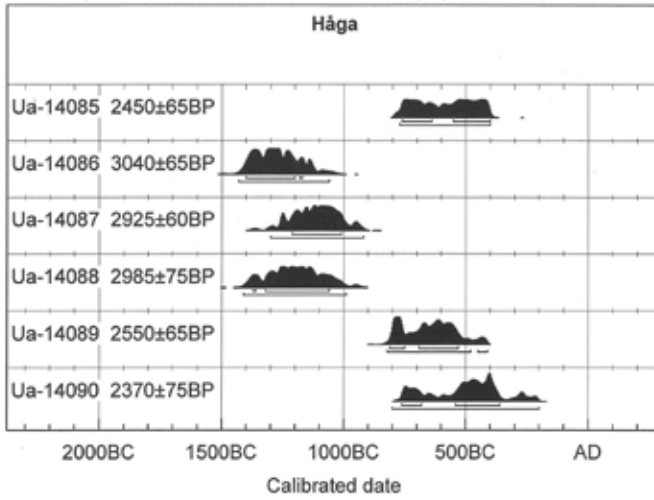 Håga
Ua-14085 2450±65BP
Ua-14086 3040±65BP
Ua-14087 2925±60BP
Ua-14088 2985±75BP
Ua-14089 2550±65BP
Ua-14090 2370±75BP
2000BC 1500BC 1000BC 500BC AD
Calibrated date